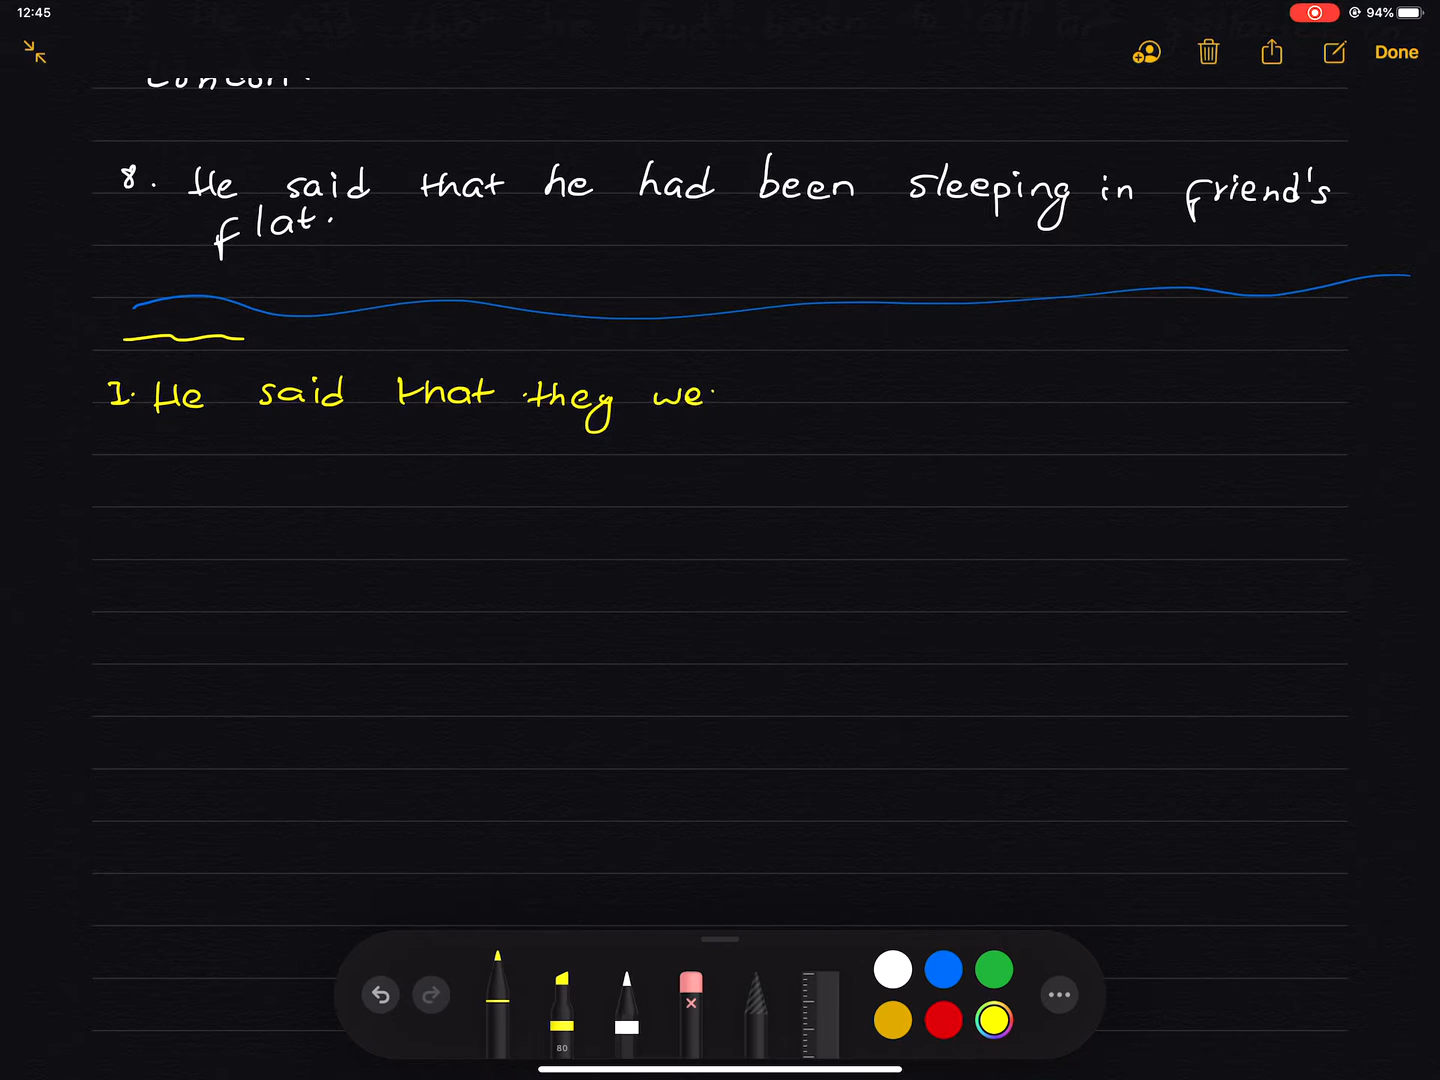 12:45
94%
Done
8. He said that he had been sleeping in friend's
flat.
1. He said that they we
80